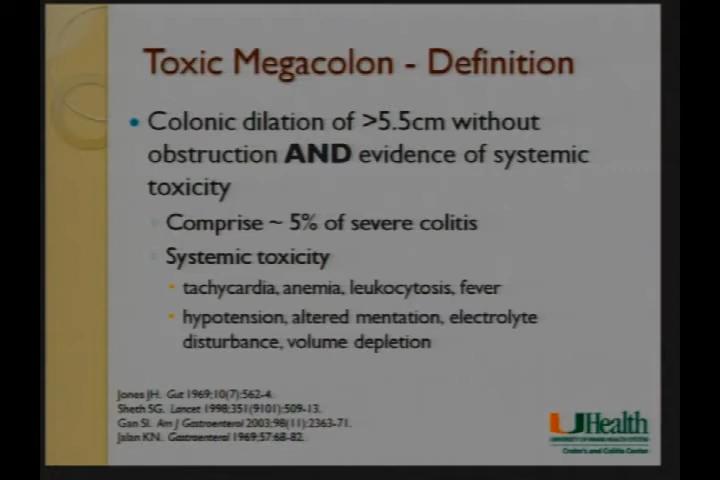 Toxic Megacolon - Definition
• Colonic dilation of >5.5cm without
obstruction AND evidence of systemic
toxicity
Comprise ~ 5% of severe colitis
Systemic toxicity
tachycardia, anemia, leukocytosis, fever
hypotension, altered mentation, electrolyte
disturbance, volume depletion
Jones JH. Gut 1969;10(7):562-4.
Sheth SG. Lancet 1998;351(9101):509-13.
Gan SI. Am J Gastroenterol 2003;98(11):2363-71.
Jalan KN. Gastroenterol 1969;57:68-82.
UHealth
UNIVERSITY OF MIAMI HEALTH SYSTEM
Crohn's and Colitis Center